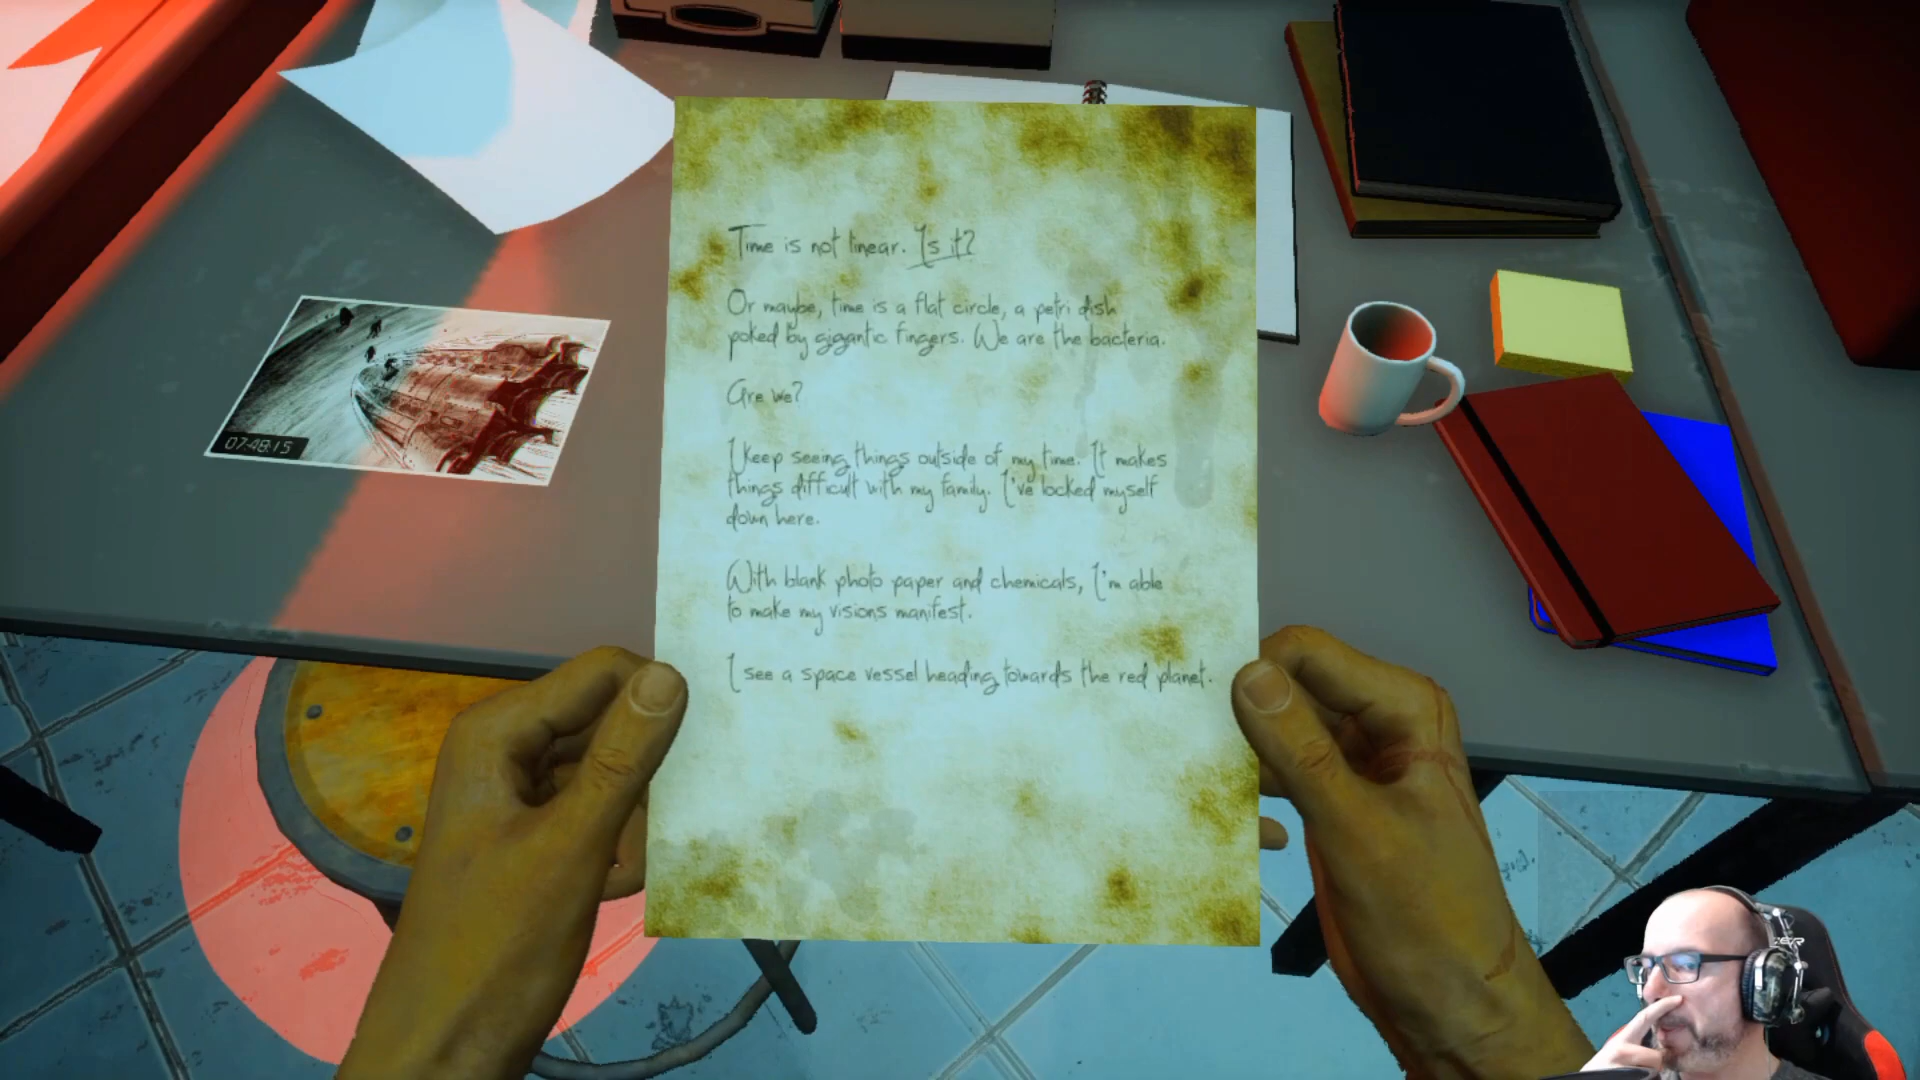 Time is not linear. Is it?
Or maybe, time is a flat circle, a petri dish
poked by gigantic fingers. We are the bacteria.
Are we?
I keep seeing things outside of my time. It makes
things difficult with my family. I've locked myself
down here.
With blank photo paper and chemicals, I'm able
to make my visions manifest.
I see a space vessel heading towards the red planet.
07:48:15